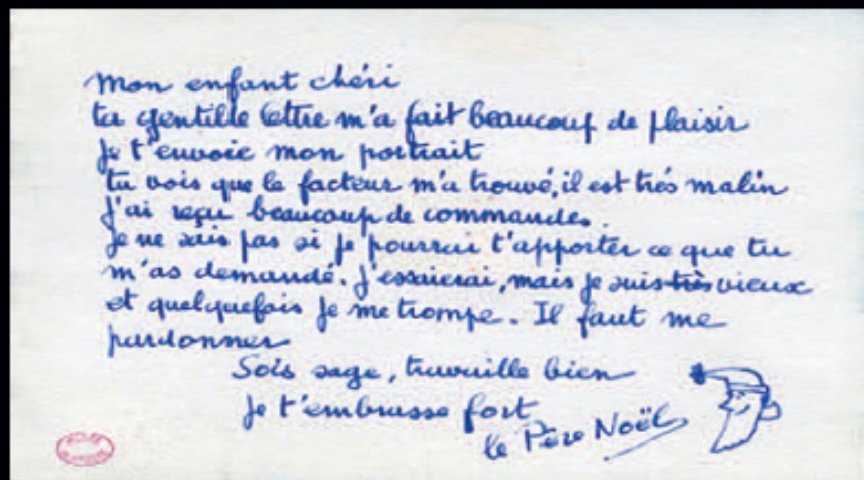 Mon enfant chéri
ta gentille lettre m'a fait beaucoup de plaisir
Je t'envoie mon portrait
tu vois que le facteur m'a trouvé, il est très malin
J'ai reçu beaucoup de commandes.
Je ne sais pas si je pourrai t'apporter ce que tu
m'as demandé. J'essaierai, mais je suis très vieux
et quelquefois je me trompe. Il faut me
pardonner
Sois sage, travaille bien
Je t'embrasse fort
le Père Noël